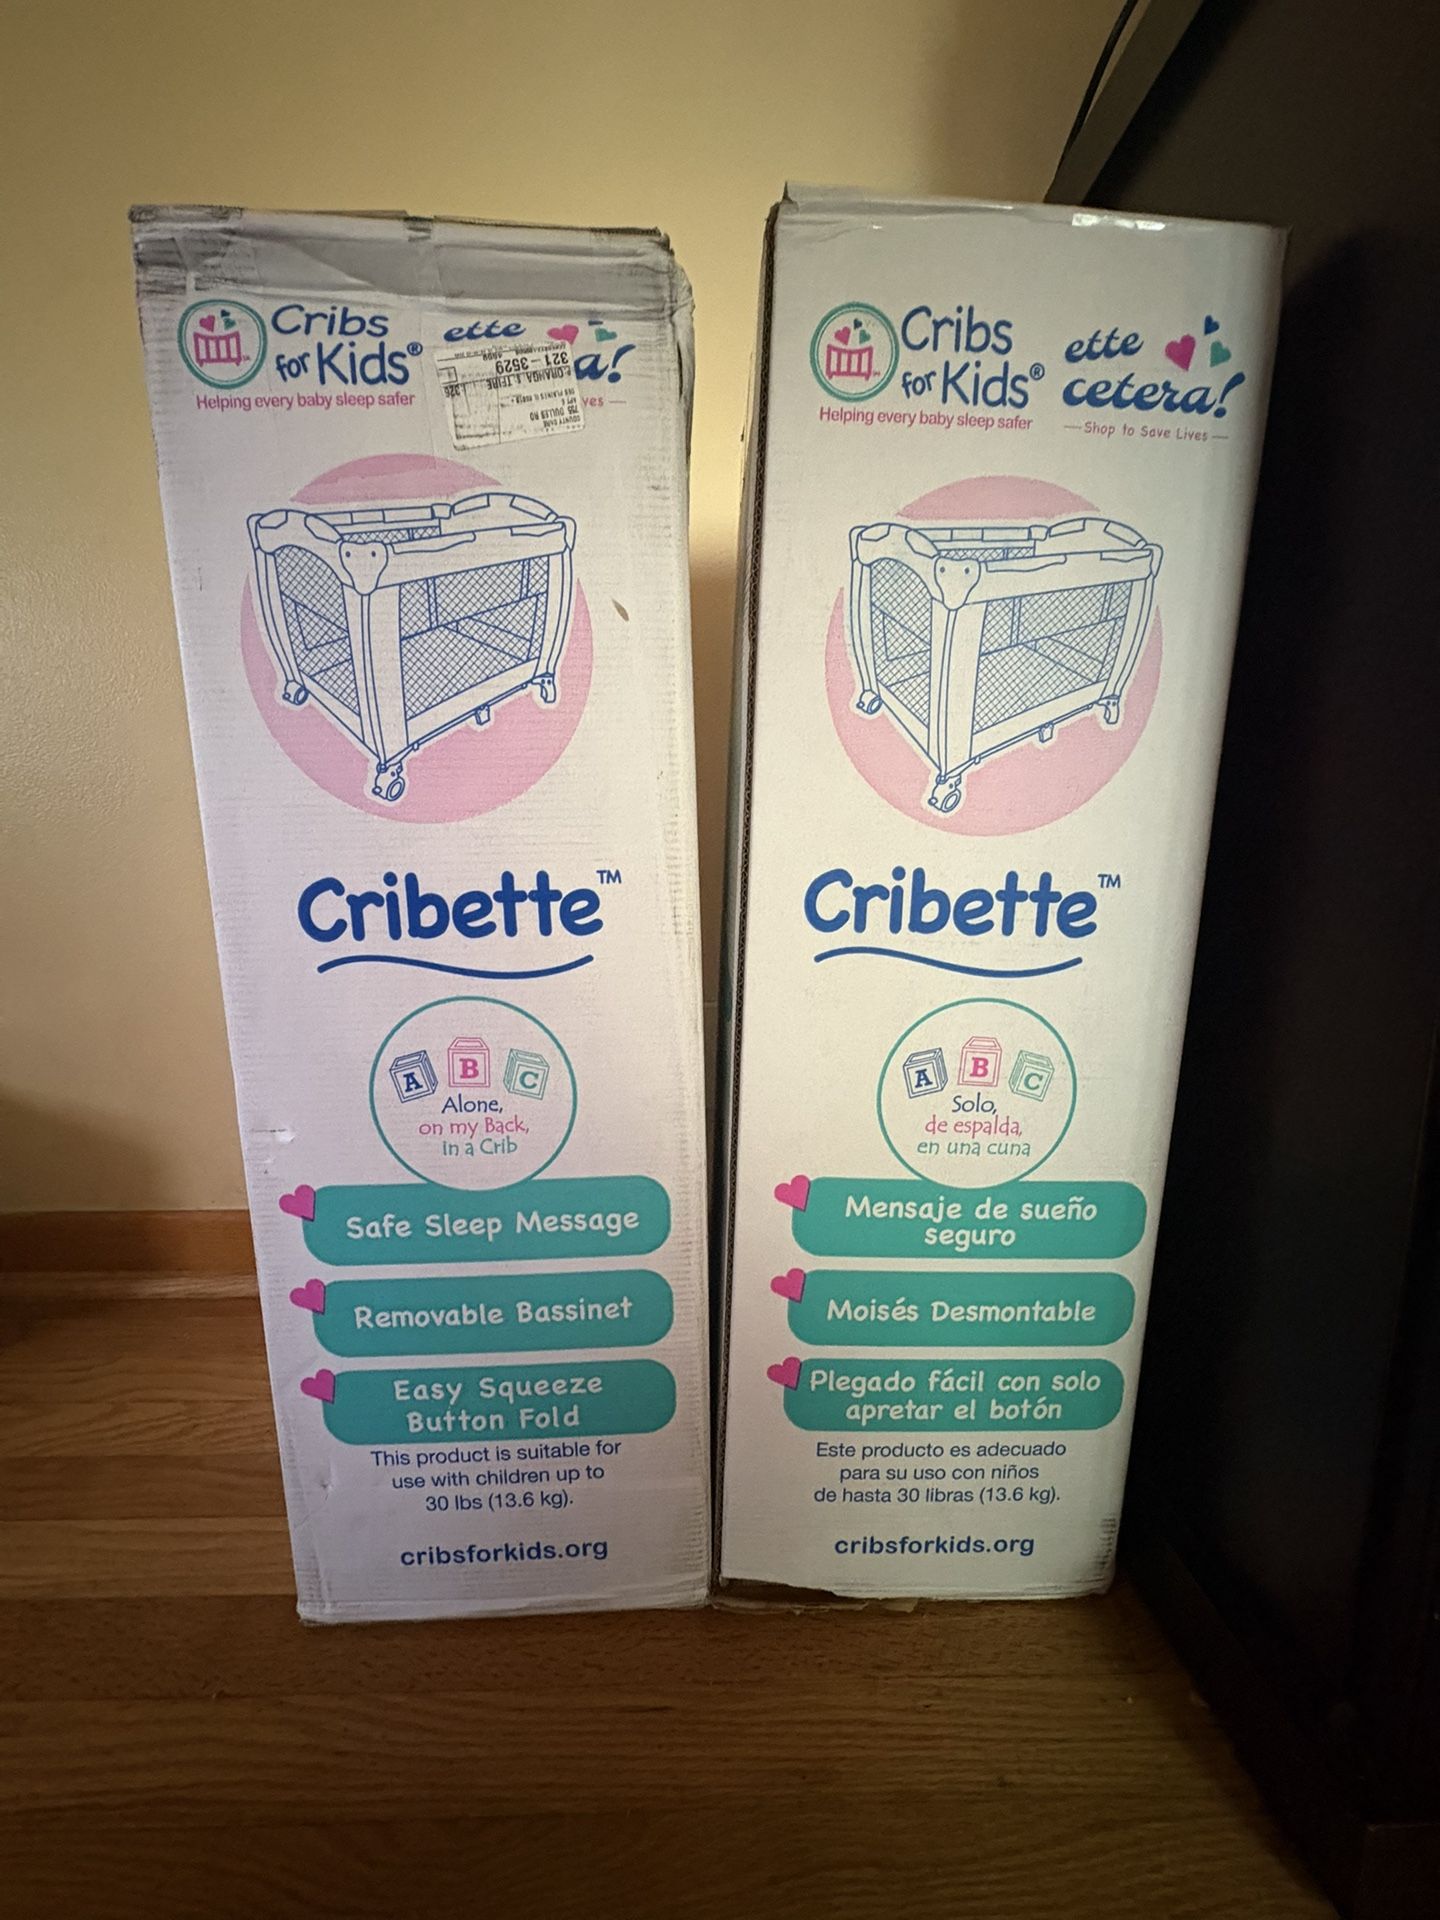 Cribs
for Kids®
Helping every baby sleep safer
ette
a!
ves —
321-3529
Cribette™
A B C
Alone,
on my Back,
in a Crib
Safe Sleep Message
Removable Bassinet
Easy Squeeze
Button Fold
This product is suitable for
use with children up to
30 lbs (13.6 kg).
cribsforkids.org
Cribs
for Kids®
Helping every baby sleep safer
ette
cetera!
— Shop to Save Lives —
Cribette™
A B C
Solo,
de espalda,
en una cuna
Mensaje de sueño
seguro
Moisés Desmontable
Plegado fácil con solo
apretar el botón
Este producto es adecuado
para su uso con niños
de hasta 30 libras (13.6 kg).
cribsforkids.org